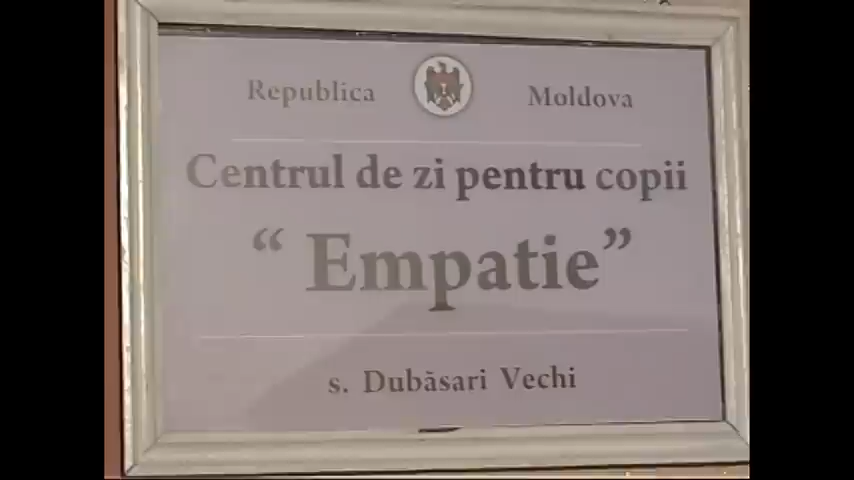 Republica Moldova
Centrul de zi pentru copii
“ Empatie”
s. Dubăsari Vechi